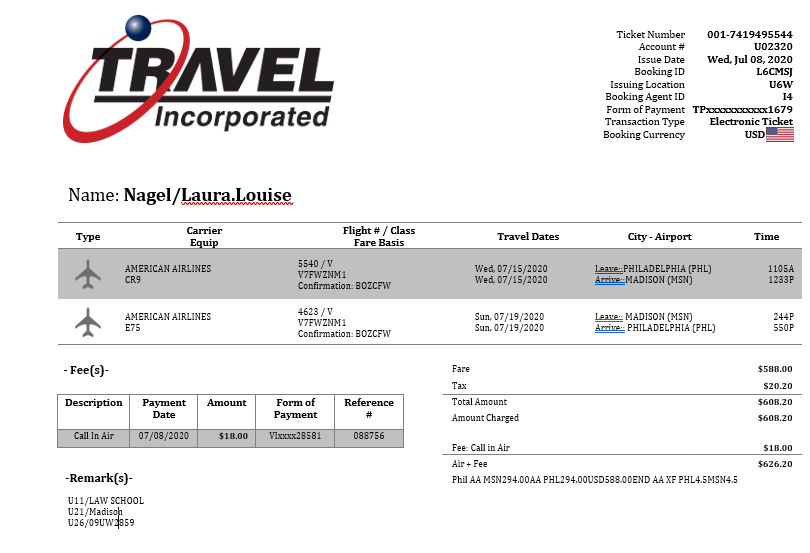 TRAVEL
Incorporated
Ticket Number 001-7419495544
Account # U02320
Issue Date Wed, Jul 08, 2020
Booking ID L6CMSJ
Issuing Location U6W
Booking Agent ID I4
Form of Payment TPxxxxxxxxxxx1679
Transaction Type Electronic Ticket
Booking Currency USD
Name: Nagel/Laura.Louise
Type Carrier Flight # / Class Travel Dates City - Airport Time
Equip Fare Basis
5540 / V
AMERICAN AIRLINES V7FWZNM1 Wed, 07/15/2020 Leave::PHILADELPHIA (PHL) 1105A
CR9 Confirmation: BOZCFW Wed, 07/15/2020 Arrive::MADISON (MSN) 1233P
4623 / V
AMERICAN AIRLINES V7FWZNM1 Sun, 07/19/2020 Leave:: MADISON (MSN) 244P
E75 Confirmation: BOZCFW Sun, 07/19/2020 Arrive:: PHILADELPHIA (PHL) 550P
- Fee(s)-
Description Payment Date Amount Form of Payment Reference #
Call In Air 07/08/2020 $18.00 VIxxxx28581 088756
Fare $588.00
Tax $20.20
Total Amount $608.20
Amount Charged $608.20
Fee: Call in Air $18.00
Air + Fee $626.20
Phil AA MSN294.00AA PHL294.00USD588.00END AA XF PHL4.5MSN4.5
-Remark(s)-
U11/LAW SCHOOL
U21/Madison
U26/09UW2859